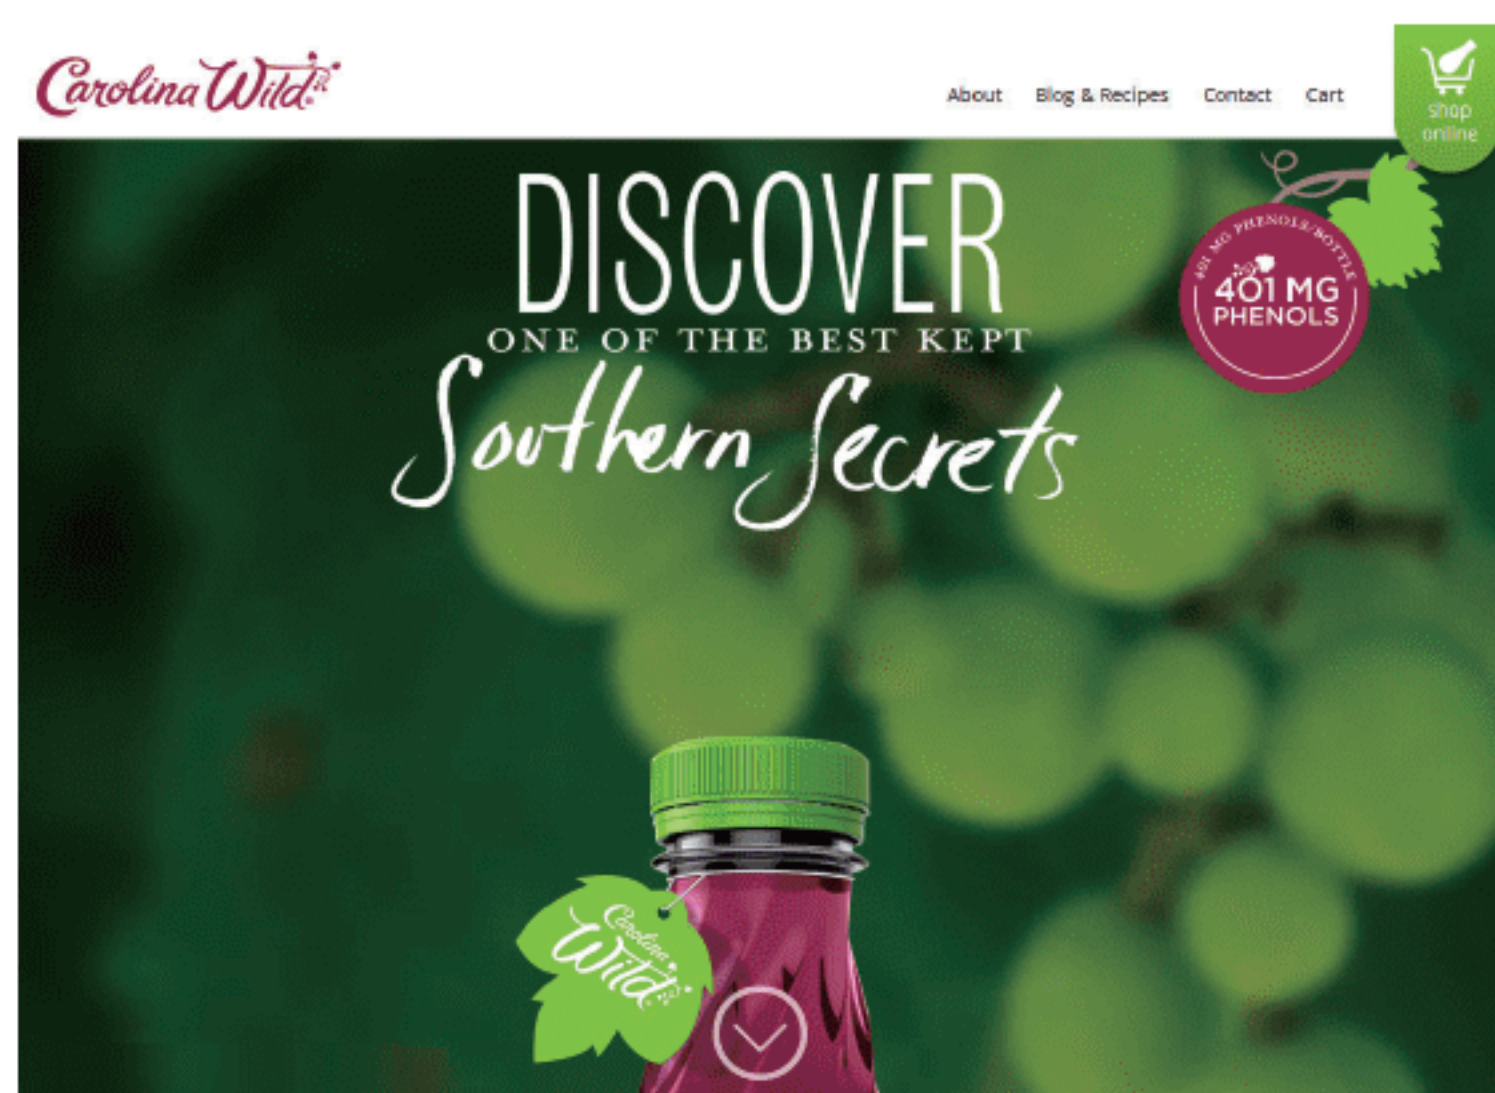 Carolina Wild
About Blog & Recipes Contact Cart
shop
online
DISCOVER
ONE OF THE BEST KEPT
Southern Secrets
401 MG PHENOLS/BOTTLE
401 MG
PHENOLS
Carolina
Wild